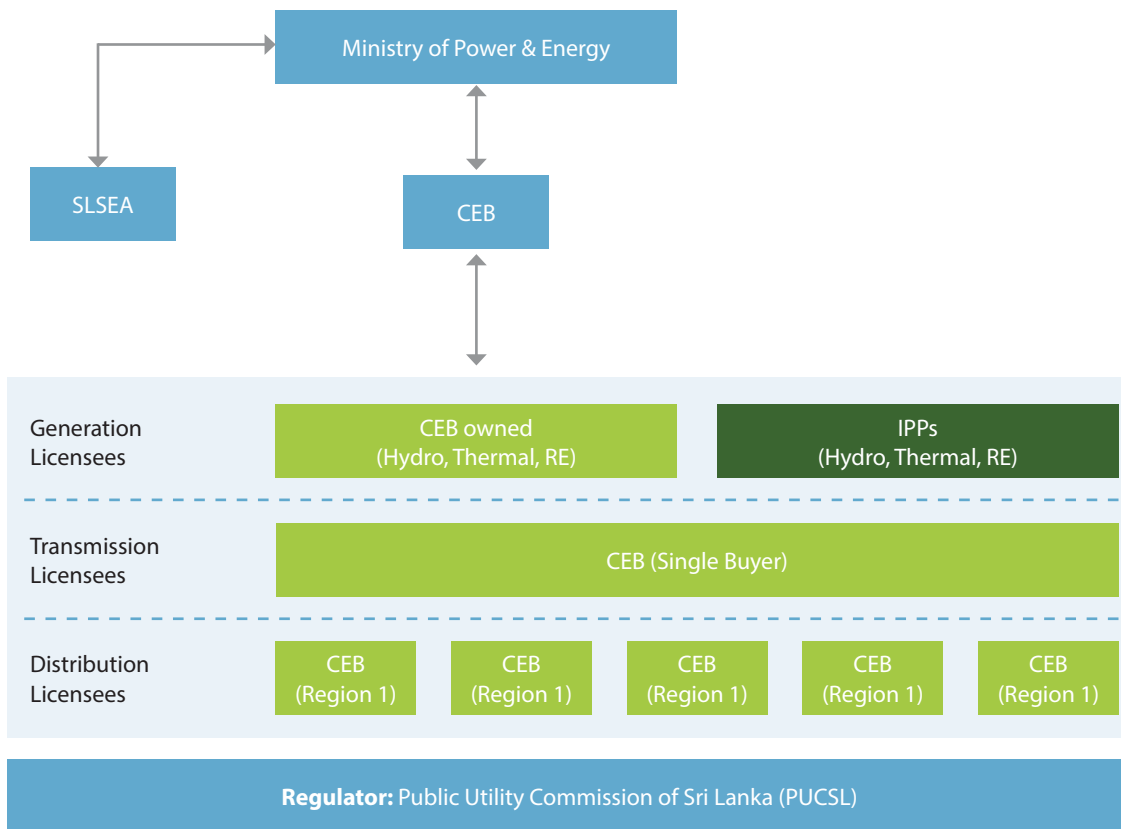 Ministry of Power & Energy
SLSEA
CEB
Generation
Licensees
CEB owned
(Hydro, Thermal, RE)
IPPs
(Hydro, Thermal, RE)
Transmission
Licensees
CEB (Single Buyer)
Distribution
Licensees
CEB
(Region 1)
CEB
(Region 1)
CEB
(Region 1)
CEB
(Region 1)
CEB
(Region 1)
Regulator: Public Utility Commission of Sri Lanka (PUCSL)